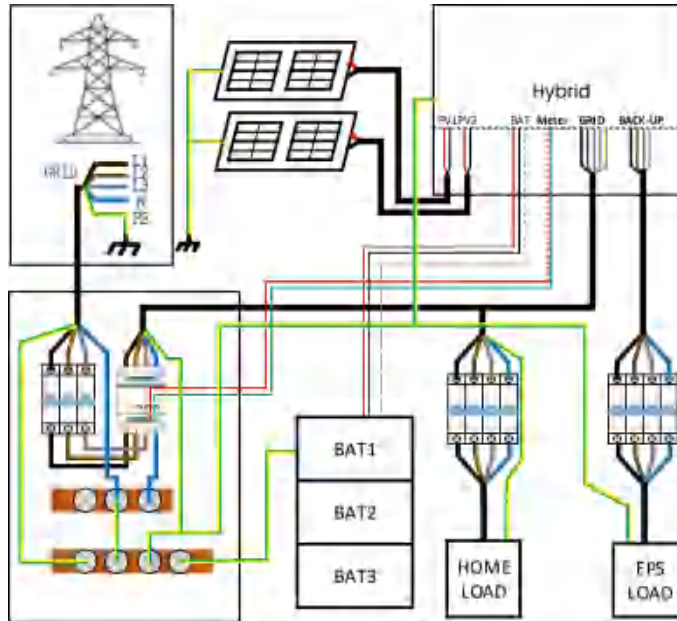 Hybrid
PV1 PV2 BAT Meter GRID BACK-UP
GRID
L1
L2
L3
N
PE
BAT1
BAT2
BAT3
HOME
LOAD
EPS
LOAD